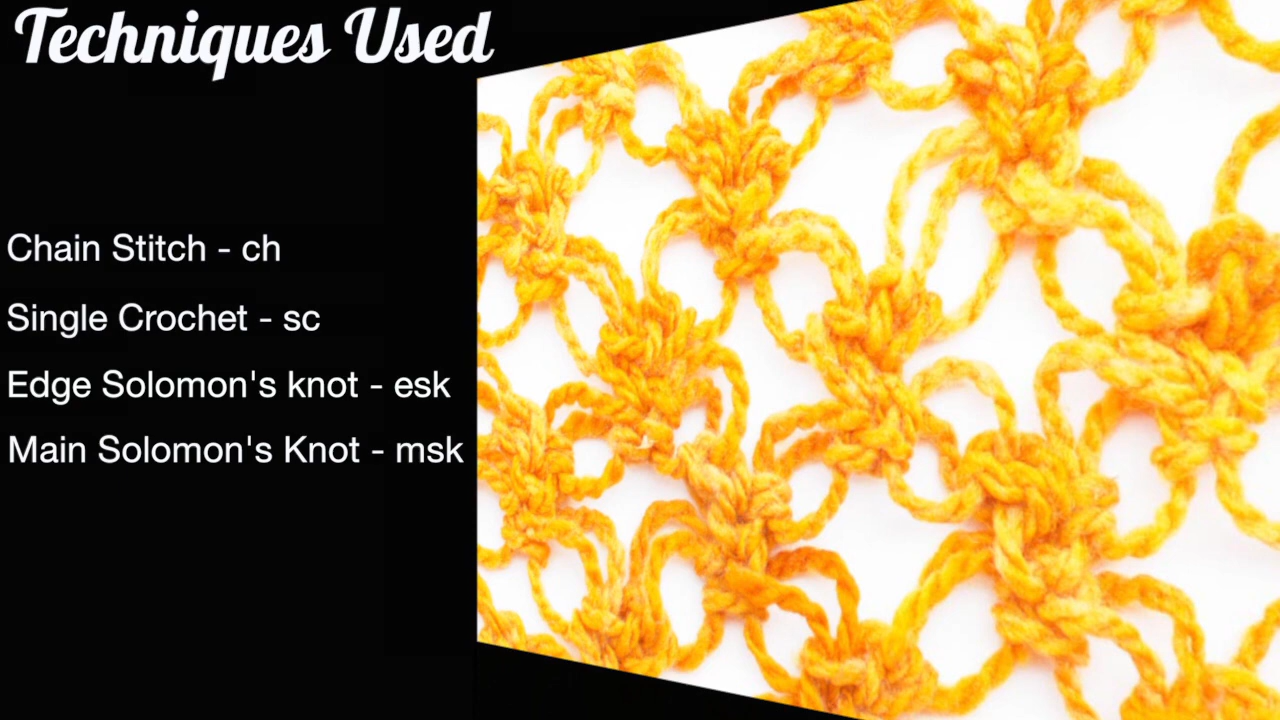 Techniques Used
Chain Stitch - ch
Single Crochet - sc
Edge Solomon's knot - esk
Main Solomon's Knot - msk